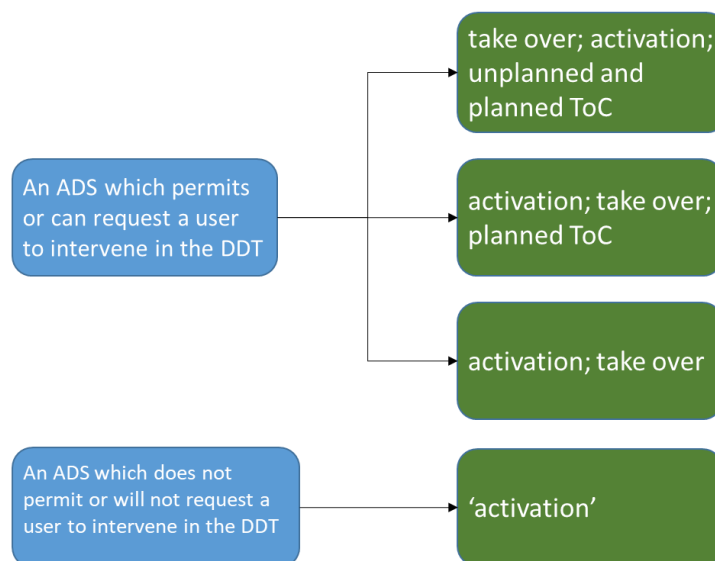 take over; activation;
unplanned and
planned ToC
An ADS which permits
or can request a user
to intervene in the DDT
activation; take over;
planned ToC
activation; take over
An ADS which does not
permit or will not request a
user to intervene in the DDT
‘activation’